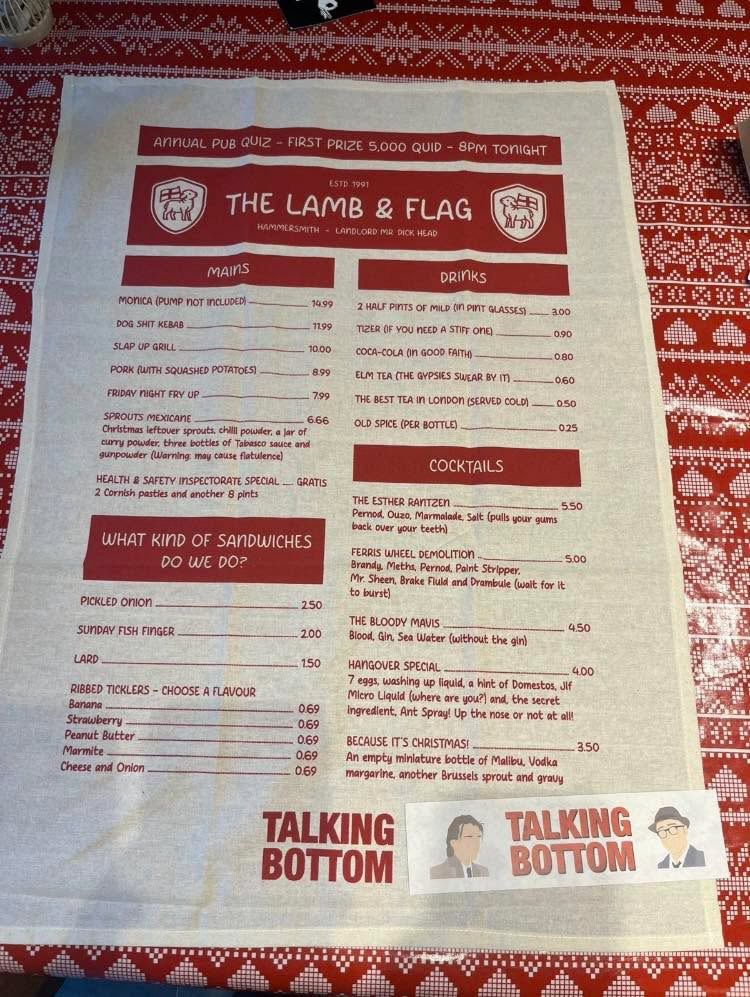 ANNUAL PUB QUIZ - FIRST PRIZE 5,000 QUID - 8PM TONIGHT
ESTD 1991
THE LAMB & FLAG
HAMMERSMITH - LANDLORD MR DICK HEAD
MAINS
MONICA (PUMP NOT INCLUDED) 14.99
DOG SHIT KEBAB 11.99
SLAP UP GRILL 10.00
PORK (WITH SQUASHED POTATOES) 8.99
FRIDAY NIGHT FRY UP 7.99
SPROUTS MEXICANE 6.66
Christmas leftover sprouts, chilli powder, a jar of
curry powder, three bottles of Tabasco sauce and
gunpowder (Warning: may cause flatulence)
HEALTH & SAFETY INSPECTORATE SPECIAL GRATIS
2 Cornish pasties and another 8 pints
WHAT KIND OF SANDWICHES
DO WE DO?
PICKLED ONION 2.50
SUNDAY FISH FINGER 2.00
LARD 1.50
RIBBED TICKLERS - CHOOSE A FLAVOUR
Banana 0.69
Strawberry 0.69
Peanut Butter 0.69
Marmite 0.69
Cheese and Onion 0.69
DRINKS
2 HALF PINTS OF MILD (IN PINT GLASSES) 3.00
TIZER (IF YOU NEED A STIFF ONE) 0.90
COCA-COLA (IN GOOD FAITH) 0.80
ELM TEA (THE GYPSIES SWEAR BY IT) 0.60
THE BEST TEA IN LONDON (SERVED COLD) 0.50
OLD SPICE (PER BOTTLE) 0.25
COCKTAILS
THE ESTHER RANTZEN 5.50
Pernod, Ouzo, Marmalade, Salt (pulls your gums
back over your teeth)
FERRIS WHEEL DEMOLITION 5.00
Brandy, Meths, Pernod, Paint Stripper,
Mr. Sheen, Brake Fluid and Drambule (wait for it
to burst)
THE BLOODY MAVIS 4.50
Blood, Gin, Sea Water (without the gin)
HANGOVER SPECIAL 4.00
7 eggs, washing up liquid, a hint of Domestos, Jif
Micro Liquid (where are you?) and, the secret
ingredient, Ant Spray! Up the nose or not at all!
BECAUSE IT'S CHRISTMAS! 3.50
An empty miniature bottle of Malibu, Vodka
margarine, another Brussels sprout and gravy
TALKING
BOTTOM
TALKING
BOTTOM